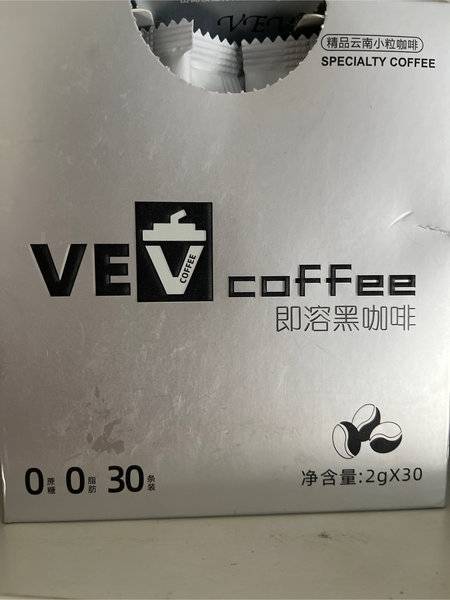 VEV
精品云南小粒咖啡
SPECIALTY COFFEE
VEV coffee
COFFEE
即溶黑咖啡
0蔗糖 0脂肪 30条装
净含量:2gX30